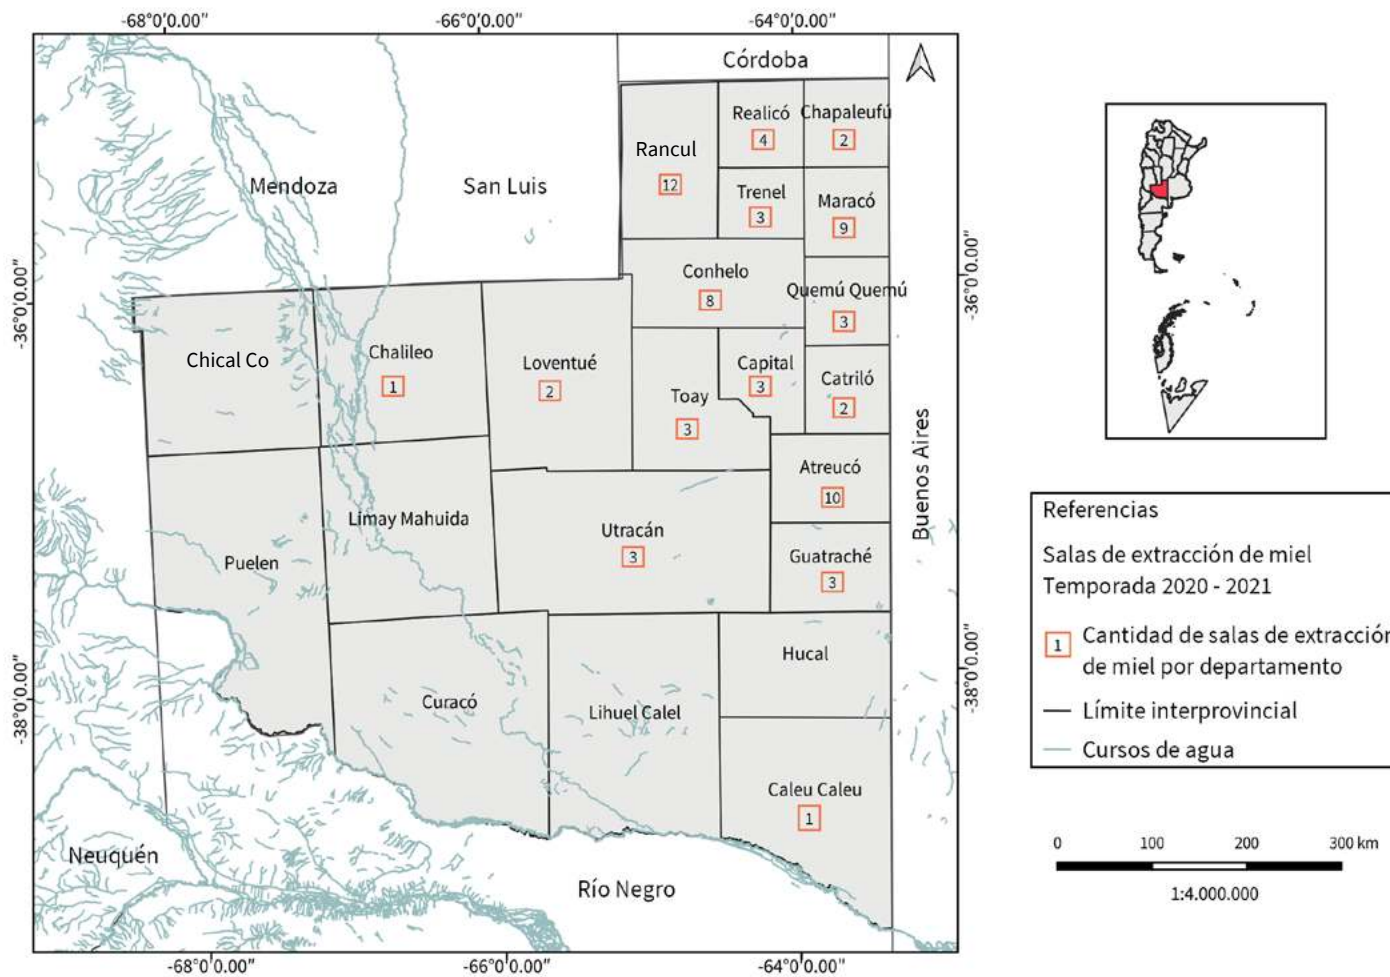 -68°0'0.00"
-66°0'0.00"
-64°0'0.00"
Córdoba
Realicó
4
Chapaleufú
2
Rancul
12
Mendoza
San Luis
Trenel
3
Maracó
9
-36°0'0.00"
-36°0'0.00"
Conhelo
8
Quemú Quemú
3
Chical Co
Chalileo
1
Loventué
2
Toay
3
Capital
3
Catriló
2
Buenos Aires
Atreucó
10
Limay Mahuida
Utracán
3
Guatraché
3
Puelen
Hucal
-38°0'0.00"
-38°0'0.00"
Curacó
Lihuel Calel
Caleu Caleu
1
Neuquén
Río Negro
-68°0'0.00"
-66°0'0.00"
-64°0'0.00"
Referencias
Salas de extracción de miel
Temporada 2020 - 2021
1
Cantidad de salas de extracción
de miel por departamento
Límite interprovincial
Cursos de agua
0 100 200 300 km
1:4.000.000